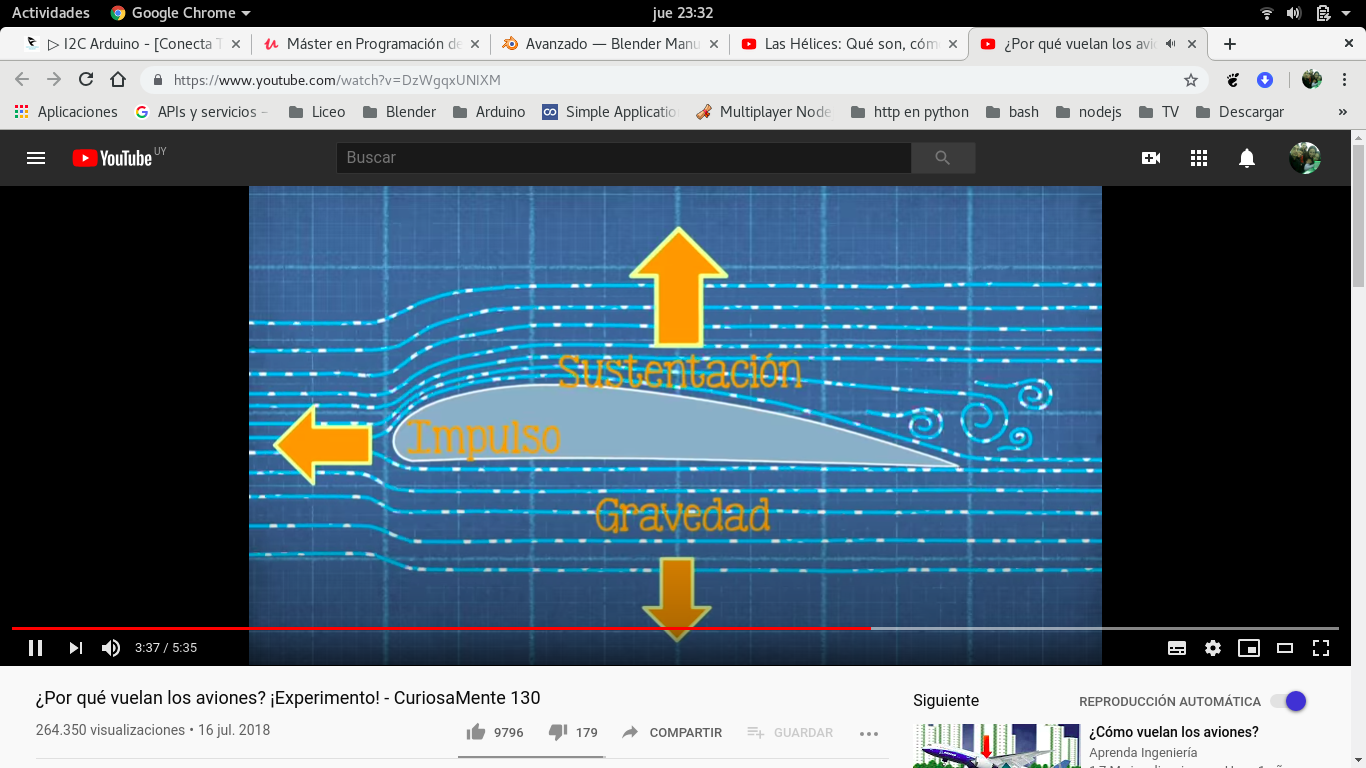 Actividades Google Chrome jue 23:32
▷ I2C Arduino - [Conecta T Máster en Programación de Avanzado — Blender Manu Las Hélices: Qué son, cóm ¿Por qué vuelan los avi
https://www.youtube.com/watch?v=DzWgqxUNIXM
Aplicaciones APIs y servicios – Liceo Blender Arduino Simple Applicatio Multiplayer Node http en python bash nodejs TV Descargar »
YouTube UY Buscar
Sustentación
Impulso
Gravedad
3:37 / 5:35
¿Por qué vuelan los aviones? ¡Experimento! - CuriosaMente 130
264.350 visualizaciones • 16 jul. 2018
9796 179 COMPARTIR GUARDAR
Siguiente REPRODUCCIÓN AUTOMÁTICA
¿Cómo vuelan los aviones?
Aprenda Ingeniería